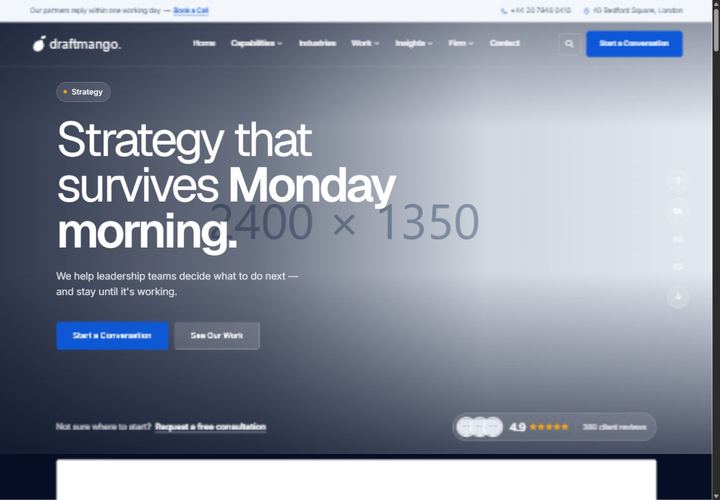 Our partners reply within one working day — Book a Call
+44 20 7946 0410
40 Bedford Square, London
draftmango.
Home
Capabilities
Industries
Work
Insights
Firm
Contact
Start a Conversation
Strategy
Strategy that
survives Monday
morning.
2400 × 1350
We help leadership teams decide what to do next —
and stay until it's working.
Start a Conversation
See Our Work
Not sure where to start? Request a free consultation
4.9 ★★★★★ 380 client reviews